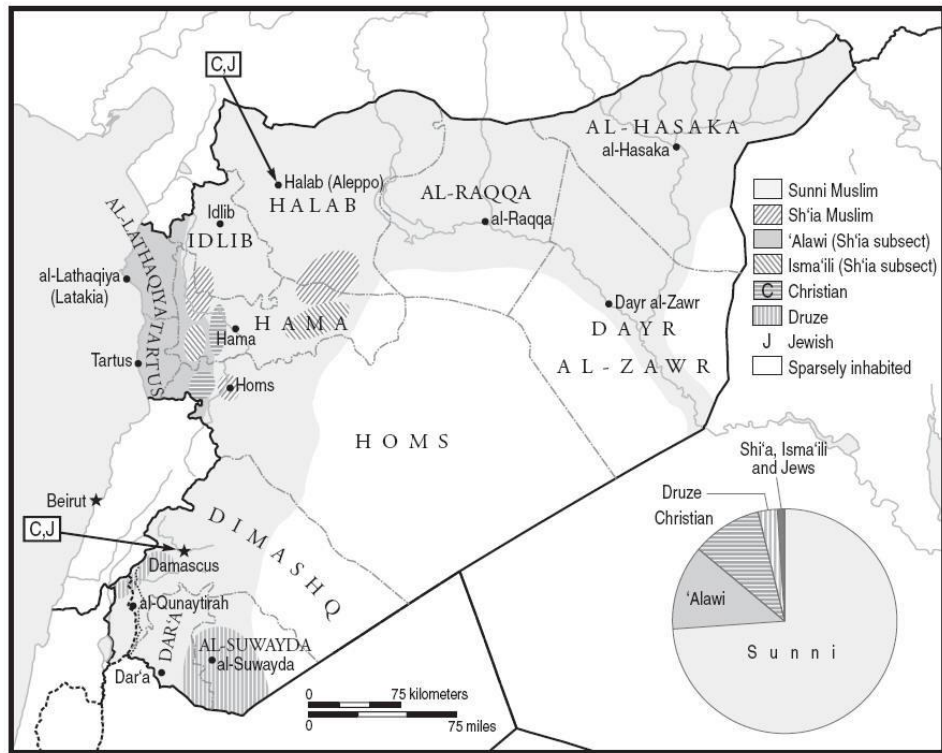 C,J
AL-HASAKA
al-Hasaka
Halab (Aleppo)
HALAB
AL-RAQQA
al-Raqqa
Idlib
IDLIB
AL-LATHAQIYA
al-Lathaqiya
(Latakia)
TARTUS
Tartus
HAMA
Hama
Homs
HOMS
Dayr al-Zawr
DAYR
AL-ZAWR
Sunni Muslim
Sh'ia Muslim
'Alawi (Sh'ia subsect)
Isma'ili (Sh'ia subsect)
C Christian
Druze
J Jewish
Sparsely inhabited
Beirut
C,J
Damascus
DIMASHQ
al-Qunaytirah
DAR'A
Dar'a
AL-SUWAYDA
al-Suwayda
0 75 kilometers
0 75 miles
Shi'a, Isma'ili
and Jews
Druze
Christian
'Alawi
Sunni